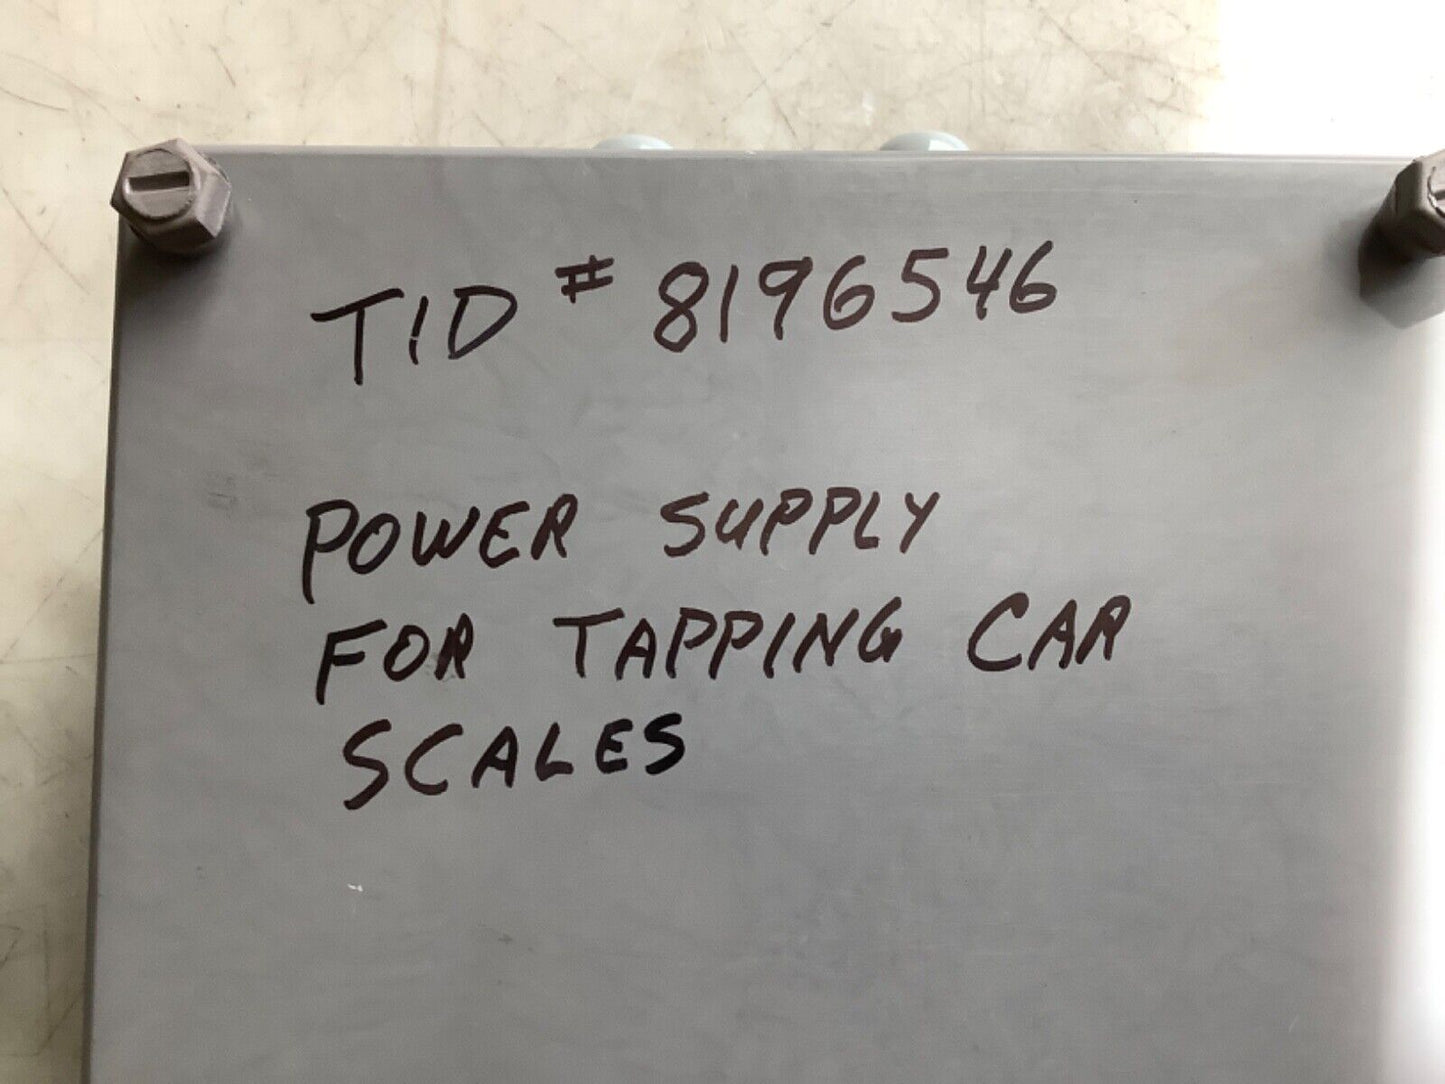 TID # 8196546
POWER SUPPLY
FOR TAPPING CAR
SCALES